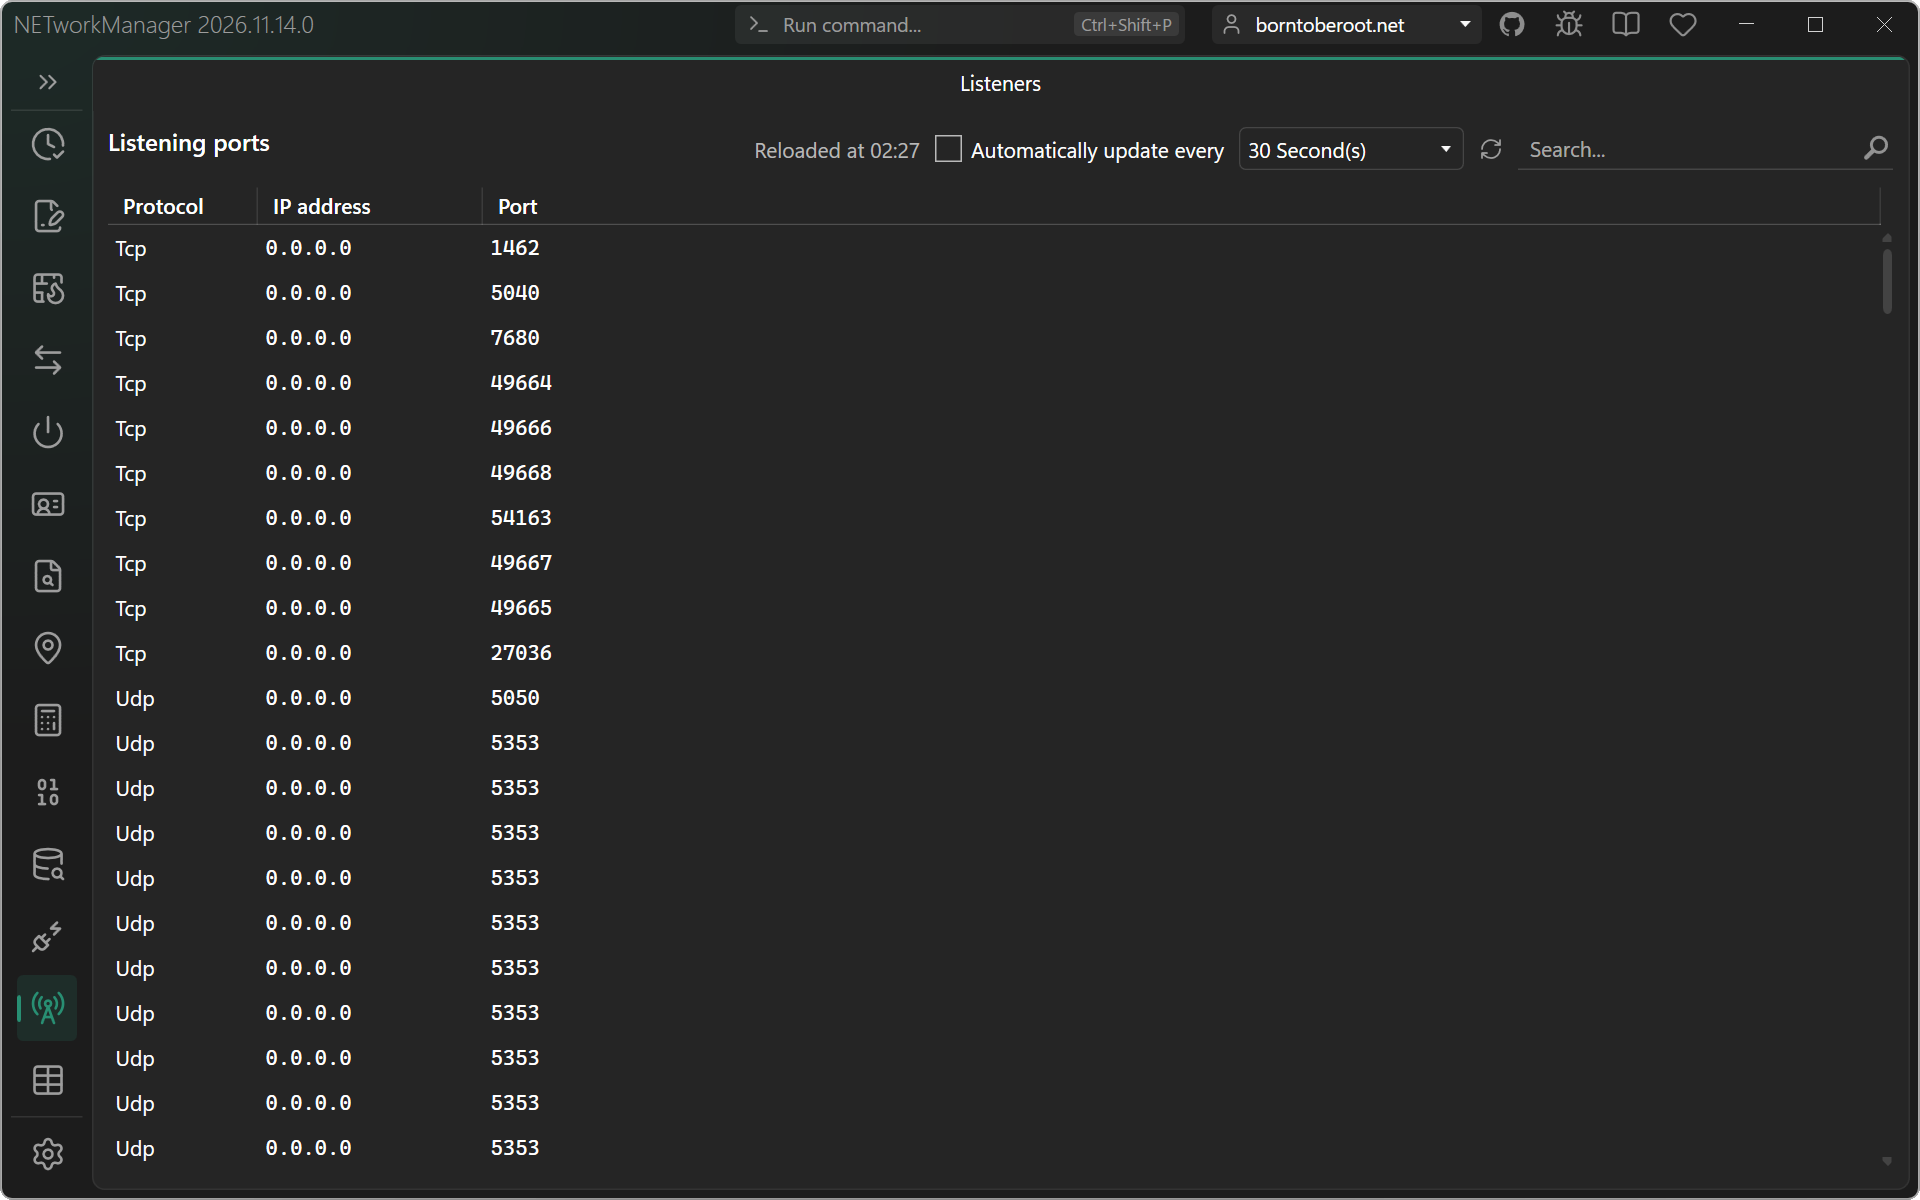 NETworkManager 2026.11.14.0
Run command... Ctrl+Shift+P
borntoberoot.net
Listeners
Listening ports
Reloaded at 02:27 Automatically update every 30 Second(s) Search...
Protocol IP address Port
Tcp 0.0.0.0 1462
Tcp 0.0.0.0 5040
Tcp 0.0.0.0 7680
Tcp 0.0.0.0 49664
Tcp 0.0.0.0 49666
Tcp 0.0.0.0 49668
Tcp 0.0.0.0 54163
Tcp 0.0.0.0 49667
Tcp 0.0.0.0 49665
Tcp 0.0.0.0 27036
Udp 0.0.0.0 5050
Udp 0.0.0.0 5353
Udp 0.0.0.0 5353
Udp 0.0.0.0 5353
Udp 0.0.0.0 5353
Udp 0.0.0.0 5353
Udp 0.0.0.0 5353
Udp 0.0.0.0 5353
Udp 0.0.0.0 5353
Udp 0.0.0.0 5353
Udp 0.0.0.0 5353
01
10